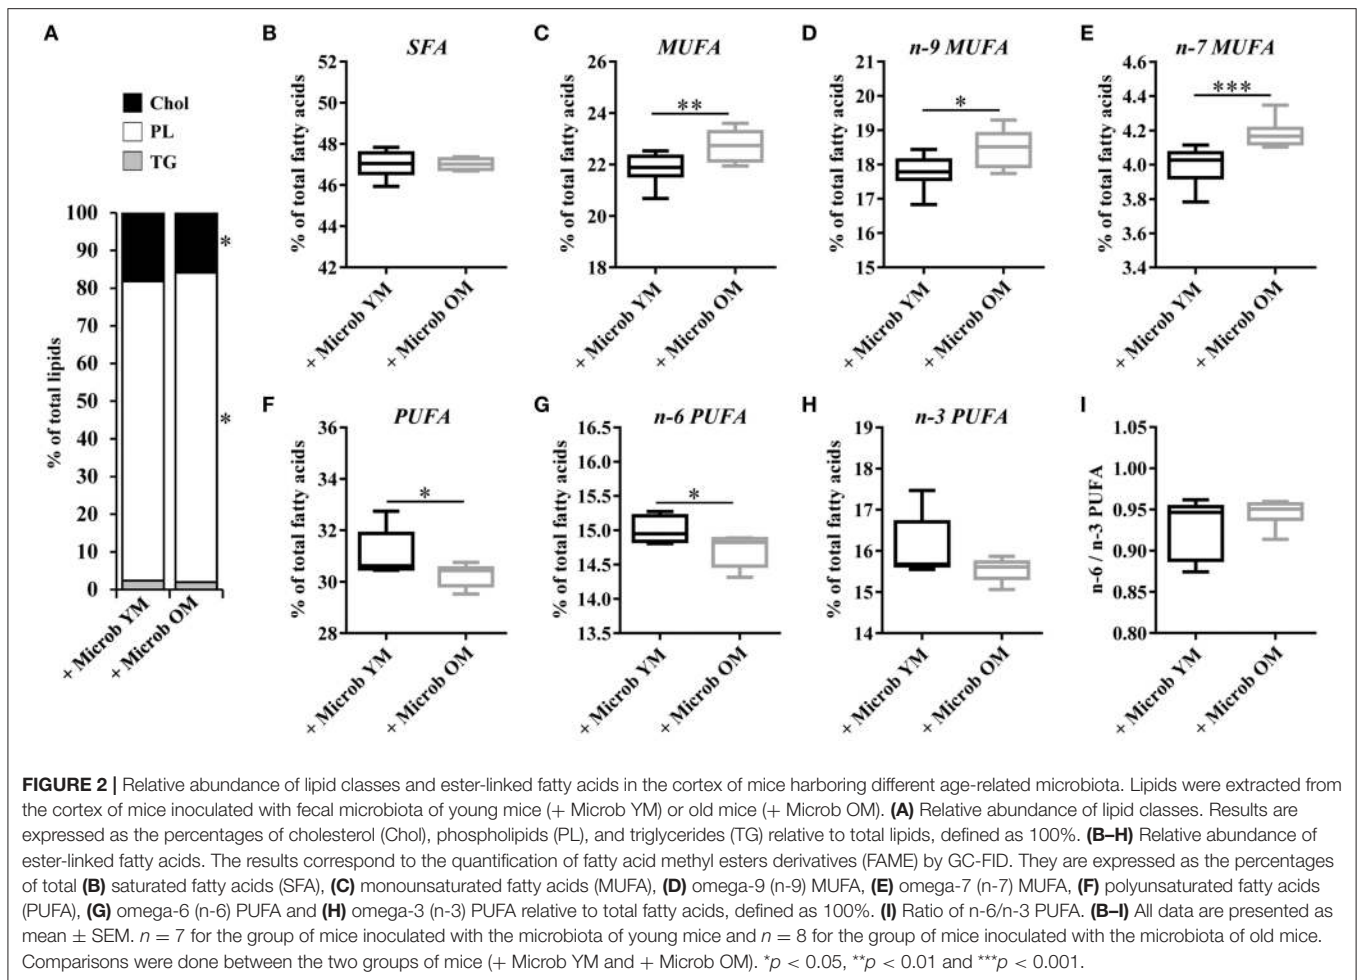 A
Chol
PL
TG
% of total lipids
100
90
80
70
60
50
40
30
20
10
0
*
*
+ Microb YM
+ Microb OM
B
SFA
% of total fatty acids
52
50
48
46
44
42
+ Microb YM
+ Microb OM
C
MUFA
% of total fatty acids
26
24
22
20
18
**
+ Microb YM
+ Microb OM
D
n-9 MUFA
% of total fatty acids
21
20
19
18
17
16
15
*
+ Microb YM
+ Microb OM
E
n-7 MUFA
% of total fatty acids
4.6
4.4
4.2
4.0
3.8
3.6
3.4
***
+ Microb YM
+ Microb OM
F
PUFA
% of total fatty acids
36
34
32
30
28
*
+ Microb YM
+ Microb OM
G
n-6 PUFA
% of total fatty acids
16.5
16.0
15.5
15.0
14.5
14.0
13.5
*
+ Microb YM
+ Microb OM
H
n-3 PUFA
% of total fatty acids
19
18
17
16
15
14
+ Microb YM
+ Microb OM
I
n-6 / n-3 PUFA
1.05
1.00
0.95
0.90
0.85
0.80
+ Microb YM
+ Microb OM
FIGURE 2 | Relative abundance of lipid classes and ester-linked fatty acids in the cortex of mice harboring different age-related microbiota. Lipids were extracted from
the cortex of mice inoculated with fecal microbiota of young mice (+ Microb YM) or old mice (+ Microb OM). (A) Relative abundance of lipid classes. Results are
expressed as the percentages of cholesterol (Chol), phospholipids (PL), and triglycerides (TG) relative to total lipids, defined as 100%. (B–H) Relative abundance of
ester-linked fatty acids. The results correspond to the quantification of fatty acid methyl esters derivatives (FAME) by GC-FID. They are expressed as the percentages
of total (B) saturated fatty acids (SFA), (C) monounsaturated fatty acids (MUFA), (D) omega-9 (n-9) MUFA, (E) omega-7 (n-7) MUFA, (F) polyunsaturated fatty acids
(PUFA), (G) omega-6 (n-6) PUFA and (H) omega-3 (n-3) PUFA relative to total fatty acids, defined as 100%. (I) Ratio of n-6/n-3 PUFA. (B–I) All data are presented as
mean ± SEM. n = 7 for the group of mice inoculated with the microbiota of young mice and n = 8 for the group of mice inoculated with the microbiota of old mice.
Comparisons were done between the two groups of mice (+ Microb YM and + Microb OM). *p < 0.05, **p < 0.01 and ***p < 0.001.